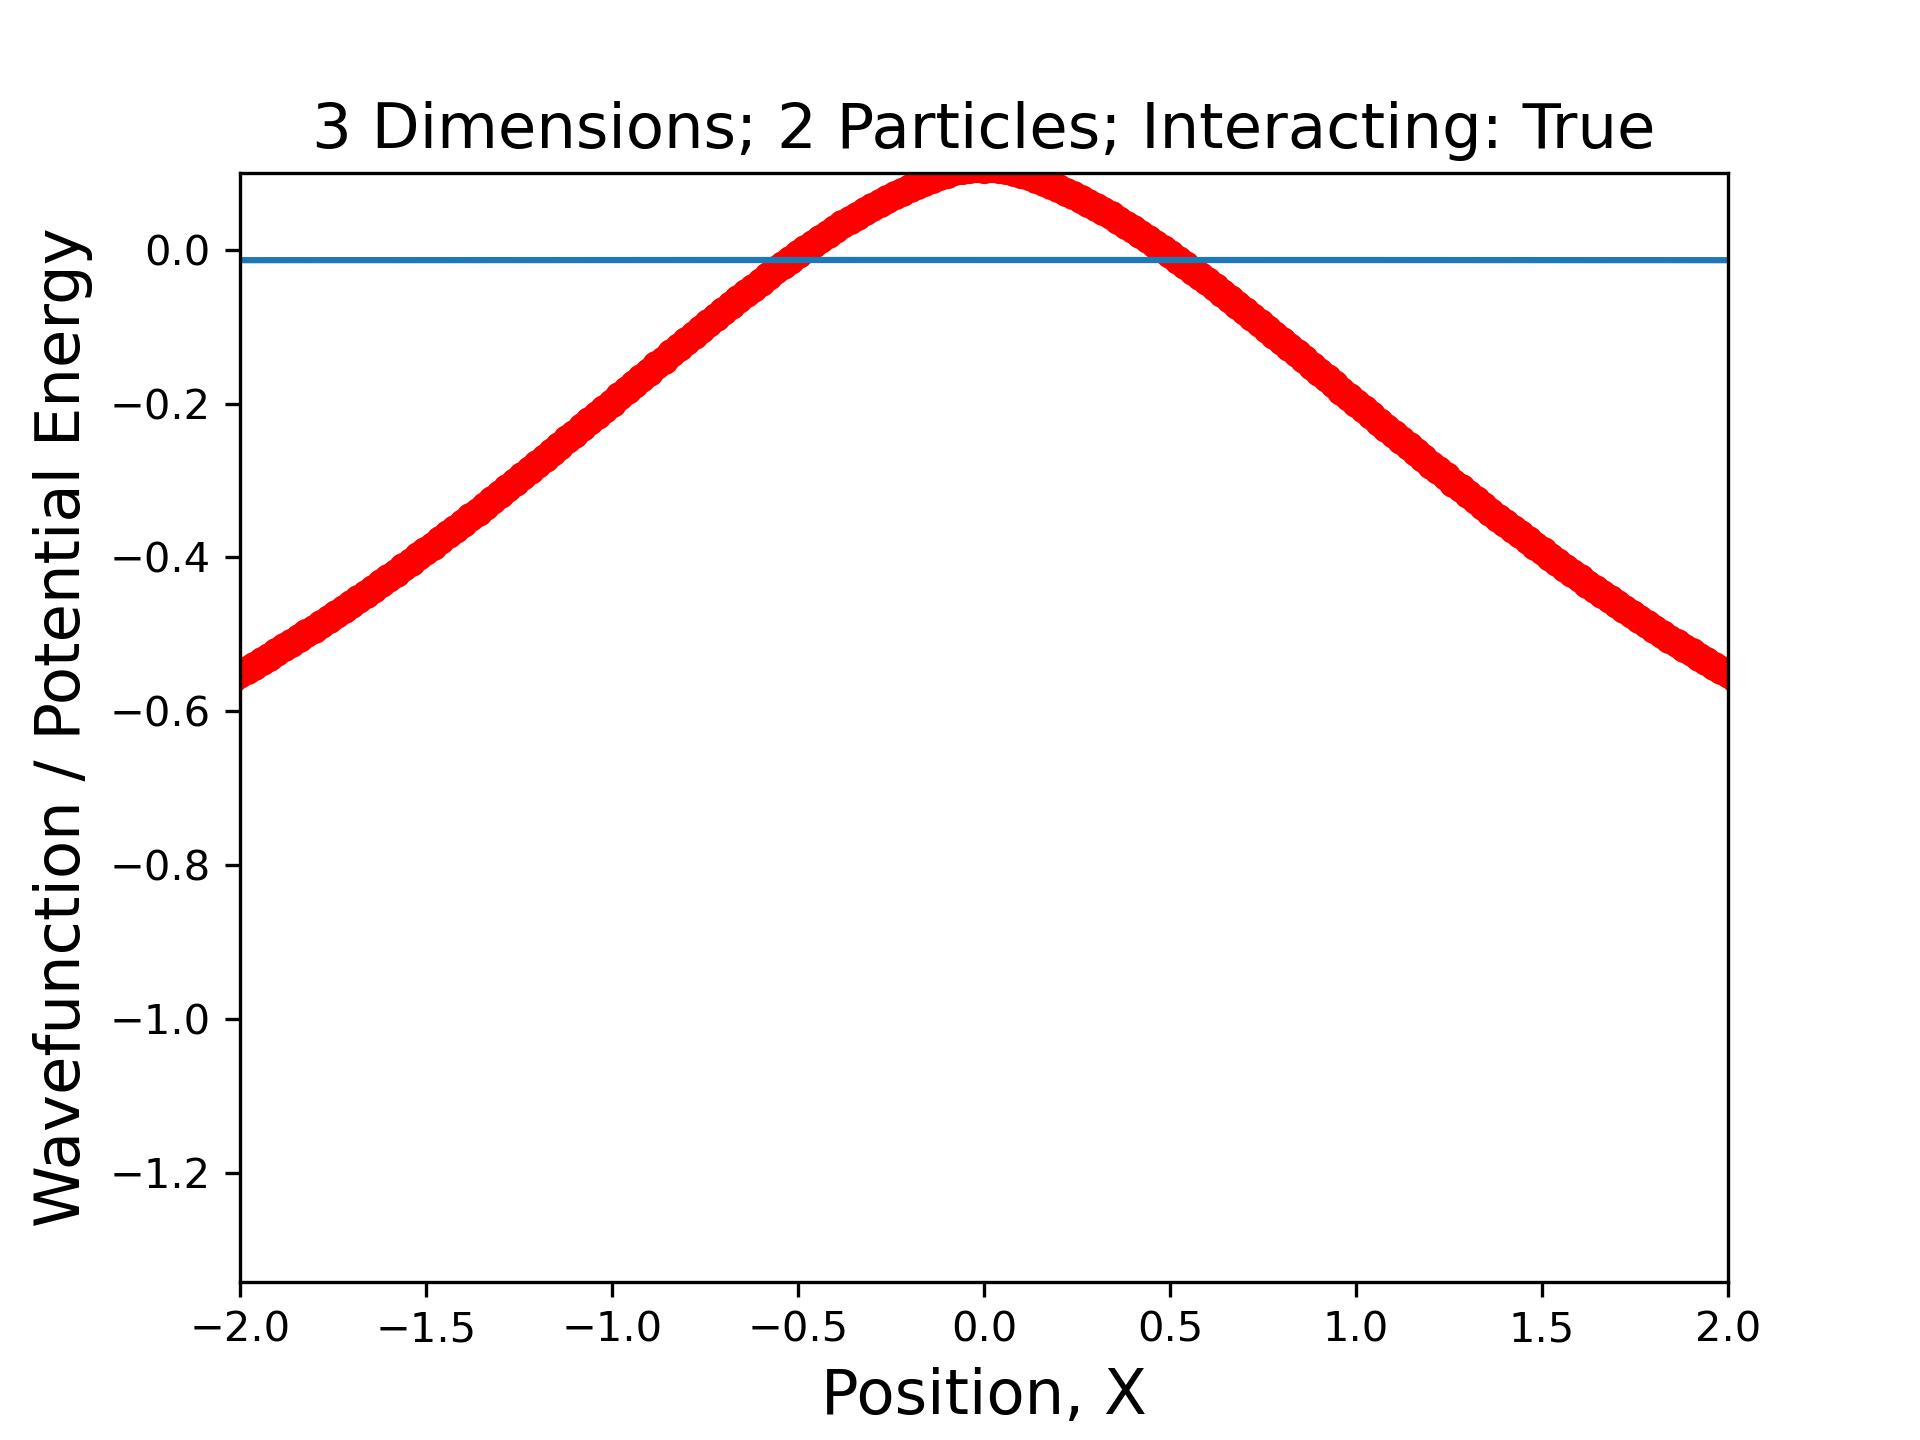 3 Dimensions; 2 Particles; Interacting: True
Wavefunction / Potential Energy
0.0
−0.2
−0.4
−0.6
−0.8
−1.0
−1.2
−2.0 −1.5 −1.0 −0.5 0.0 0.5 1.0 1.5 2.0
Position, X